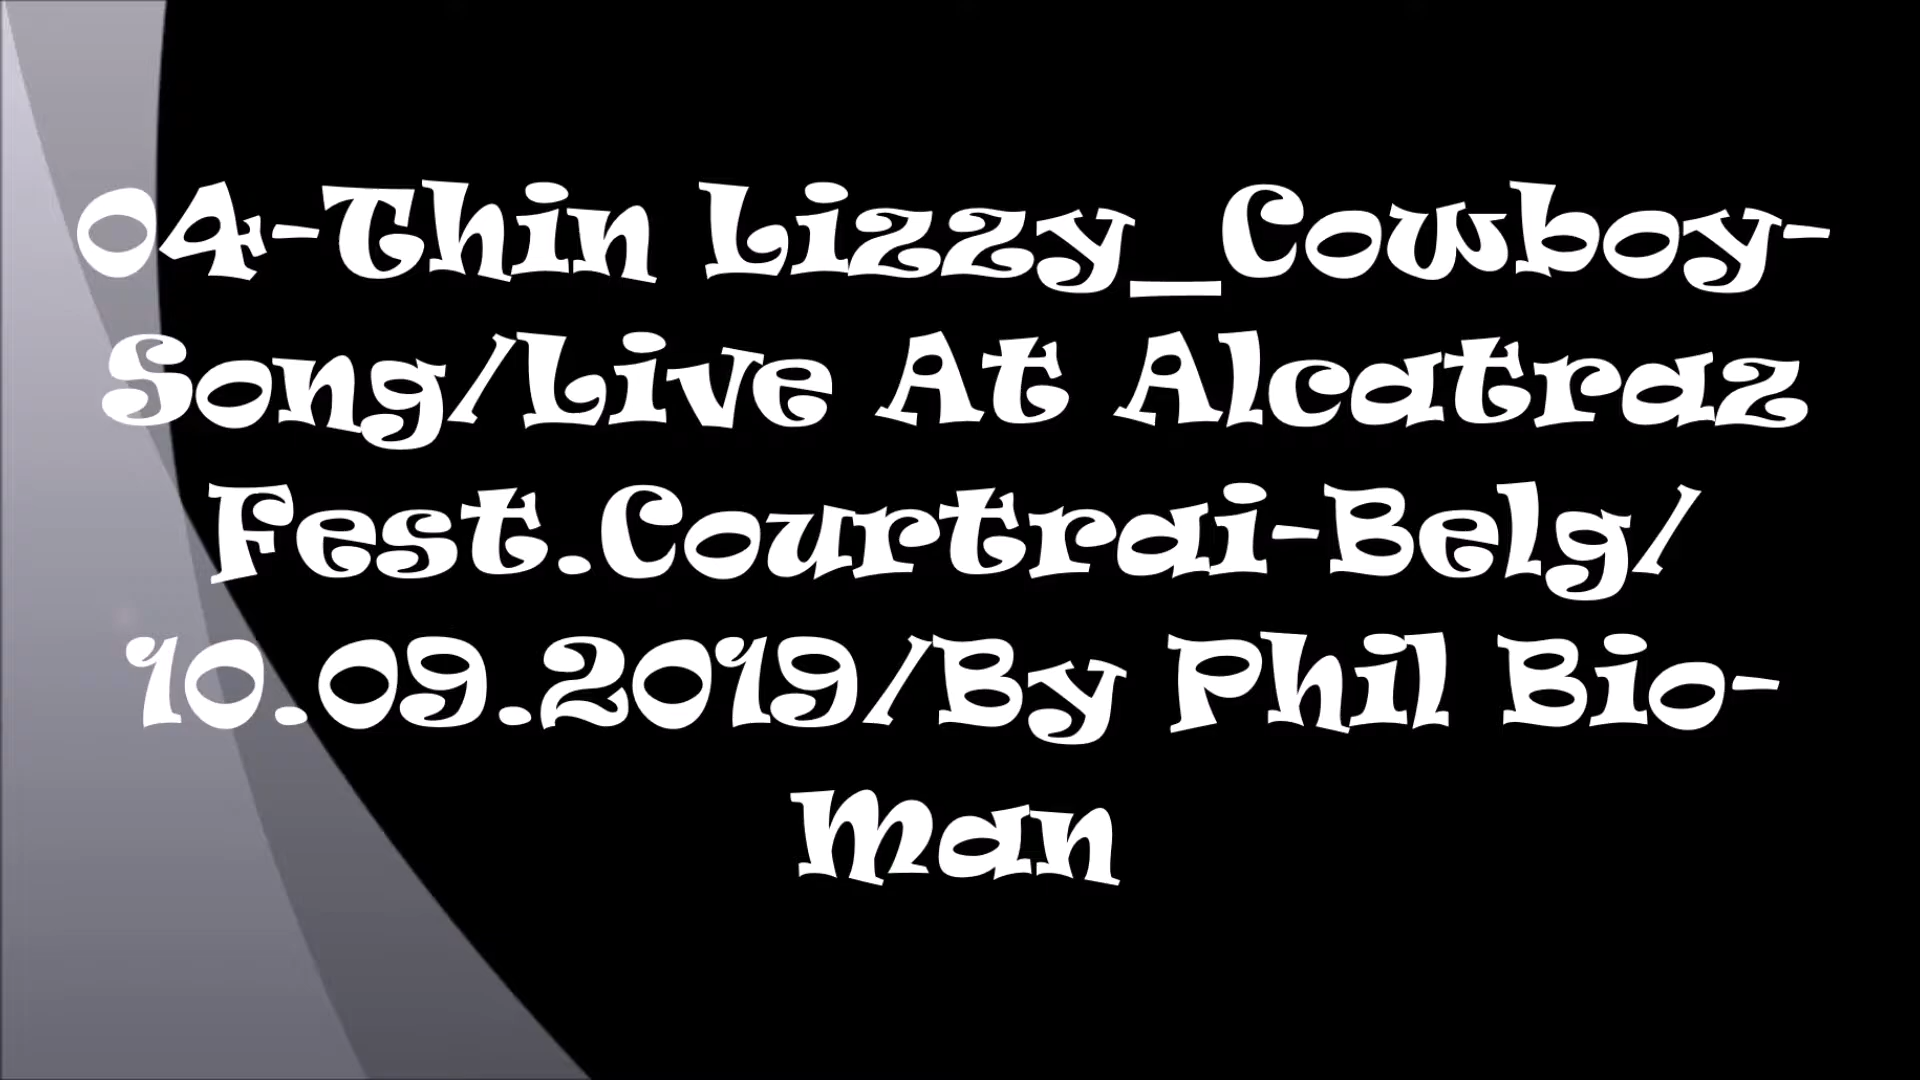 04-Thin Lizzy_Cowboy-
Song/Live At Alcatraz
Fest.Courtrai-Belg/
10.09.2019/By Phil Bio-
Man